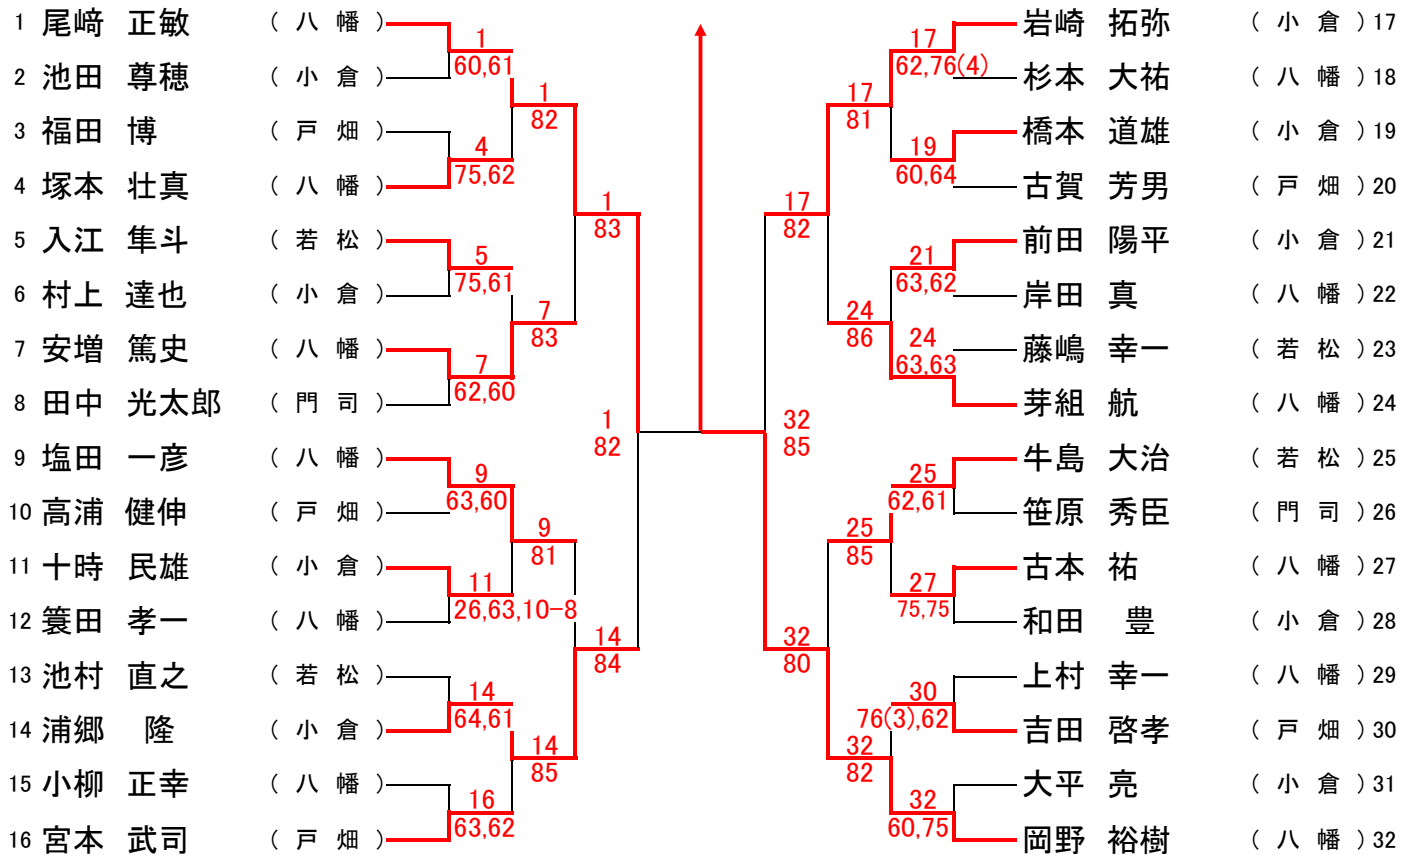 1 尾﨑 正敏 ( 八 幡 )
2 池田 尊穂 ( 小 倉 )
3 福田 博 ( 戸 畑 )
4 塚本 壮真 ( 八 幡 )
5 入江 隼斗 ( 若 松 )
6 村上 達也 ( 小 倉 )
7 安増 篤史 ( 八 幡 )
8 田中 光太郎 ( 門 司 )
9 塩田 一彦 ( 八 幡 )
10 高浦 健伸 ( 戸 畑 )
11 十時 民雄 ( 小 倉 )
12 簑田 孝一 ( 八 幡 )
13 池村 直之 ( 若 松 )
14 浦郷 隆 ( 小 倉 )
15 小柳 正幸 ( 八 幡 )
16 宮本 武司 ( 戸 畑 )
1
60,61
4
75,62
5
75,61
7
62,60
9
63,60
11
26,63,10-8
14
64,61
16
63,62
1
82
7
83
9
81
14
85
1
83
14
84
1
82
32
85
17
82
32
80
17
81
24
86
25
85
32
82
17
62,76(4)
19
60,64
21
63,62
24
63,63
25
62,61
27
75,75
30
76(3),62
32
60,75
岩崎 拓弥 ( 小 倉 ) 17
杉本 大祐 ( 八 幡 ) 18
橋本 道雄 ( 小 倉 ) 19
古賀 芳男 ( 戸 畑 ) 20
前田 陽平 ( 小 倉 ) 21
岸田 真 ( 八 幡 ) 22
藤嶋 幸一 ( 若 松 ) 23
芽組 航 ( 八 幡 ) 24
牛島 大治 ( 若 松 ) 25
笹原 秀臣 ( 門 司 ) 26
古本 祐 ( 八 幡 ) 27
和田 豊 ( 小 倉 ) 28
上村 幸一 ( 八 幡 ) 29
吉田 啓孝 ( 戸 畑 ) 30
大平 亮 ( 小 倉 ) 31
岡野 裕樹 ( 八 幡 ) 32